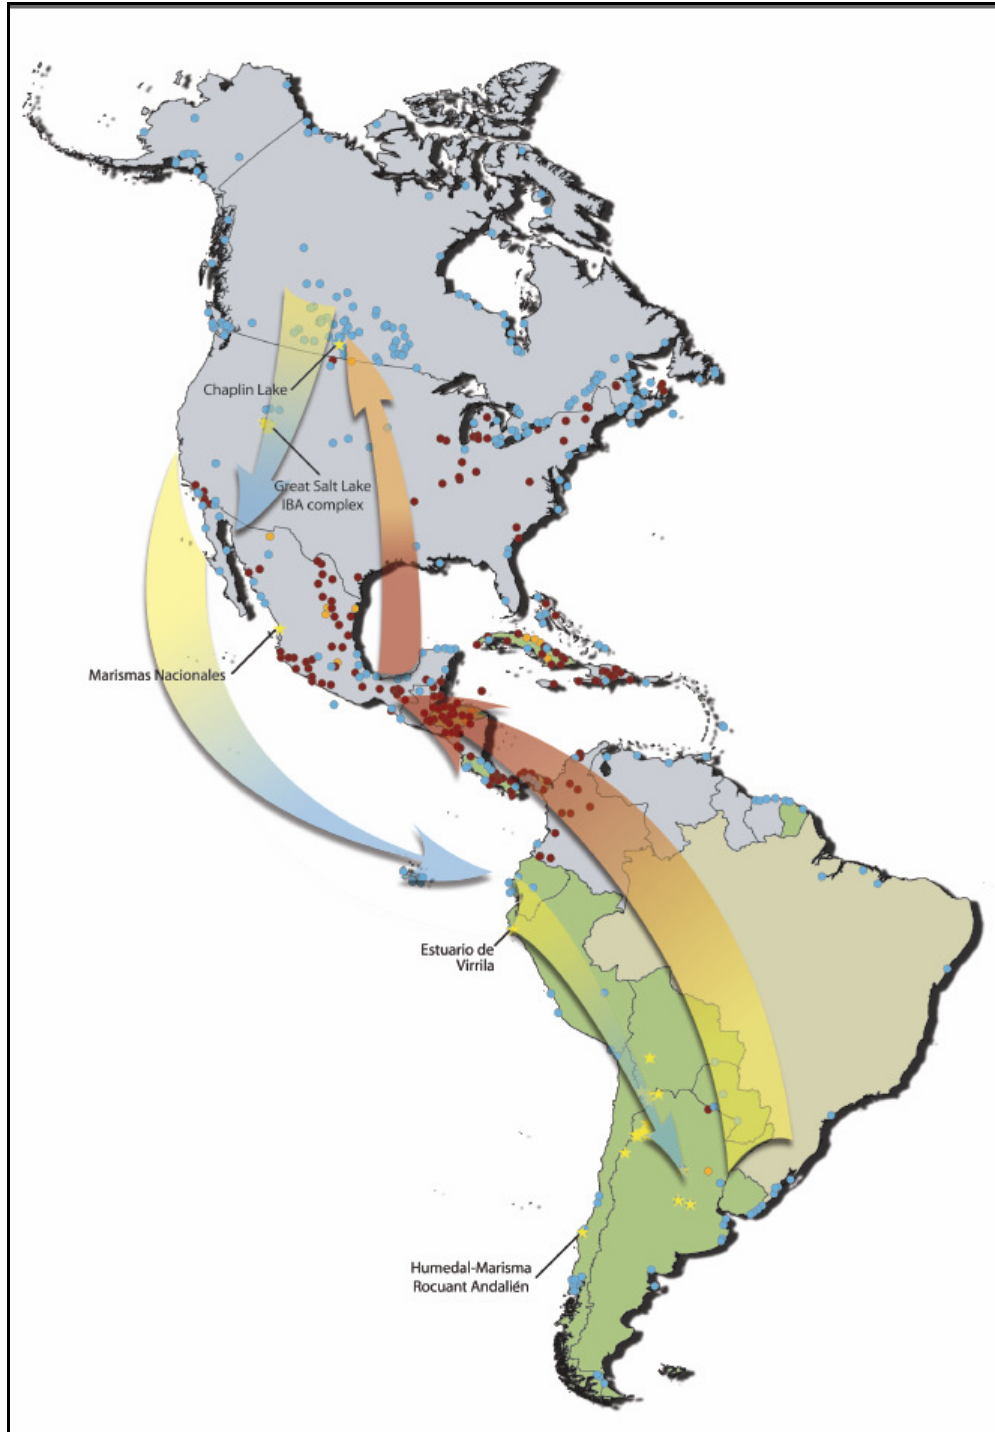 Chaplin Lake
Great Salt Lake
IBA complex
Marismas Nacionales
Estuario de
Virrila
Humedal-Marisma
Rocuant Andalién